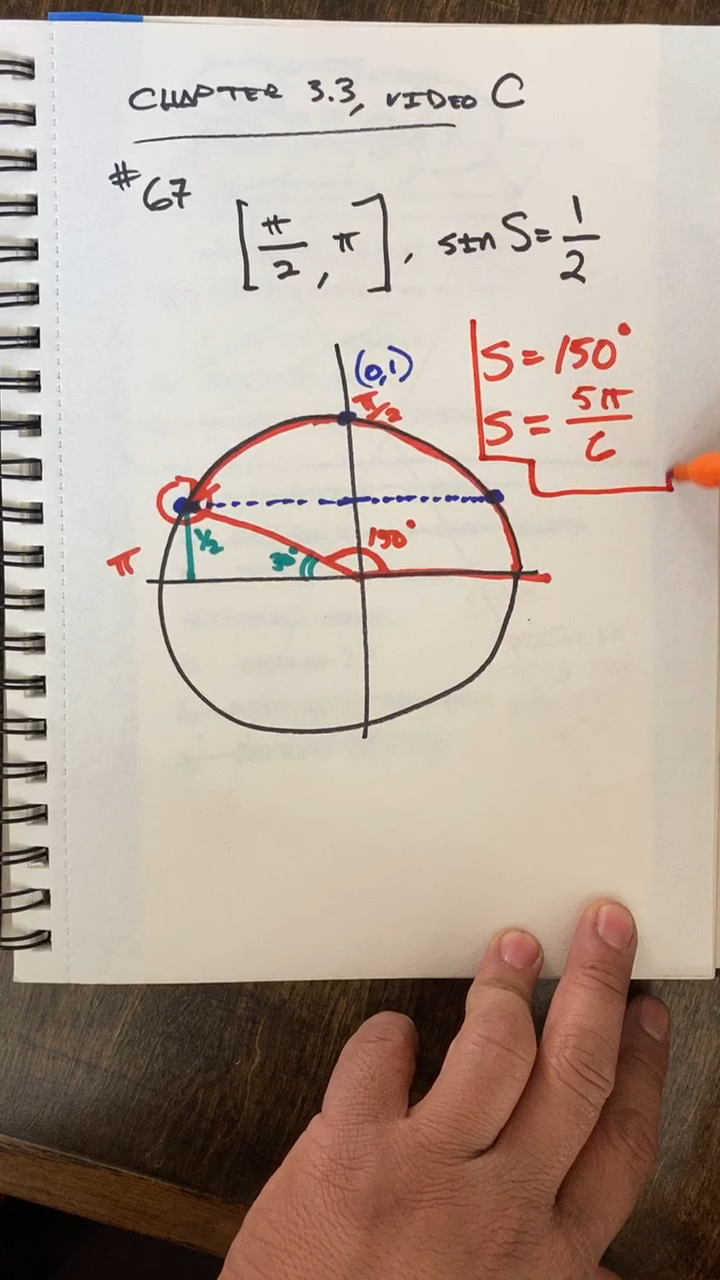 CHAPTER 3.3, VIDEO C
#67
[π/2, π], sin S = 1/2
(0,1)
π/2
S = 150°
S = 5π/6
1/2
30°
150°
π